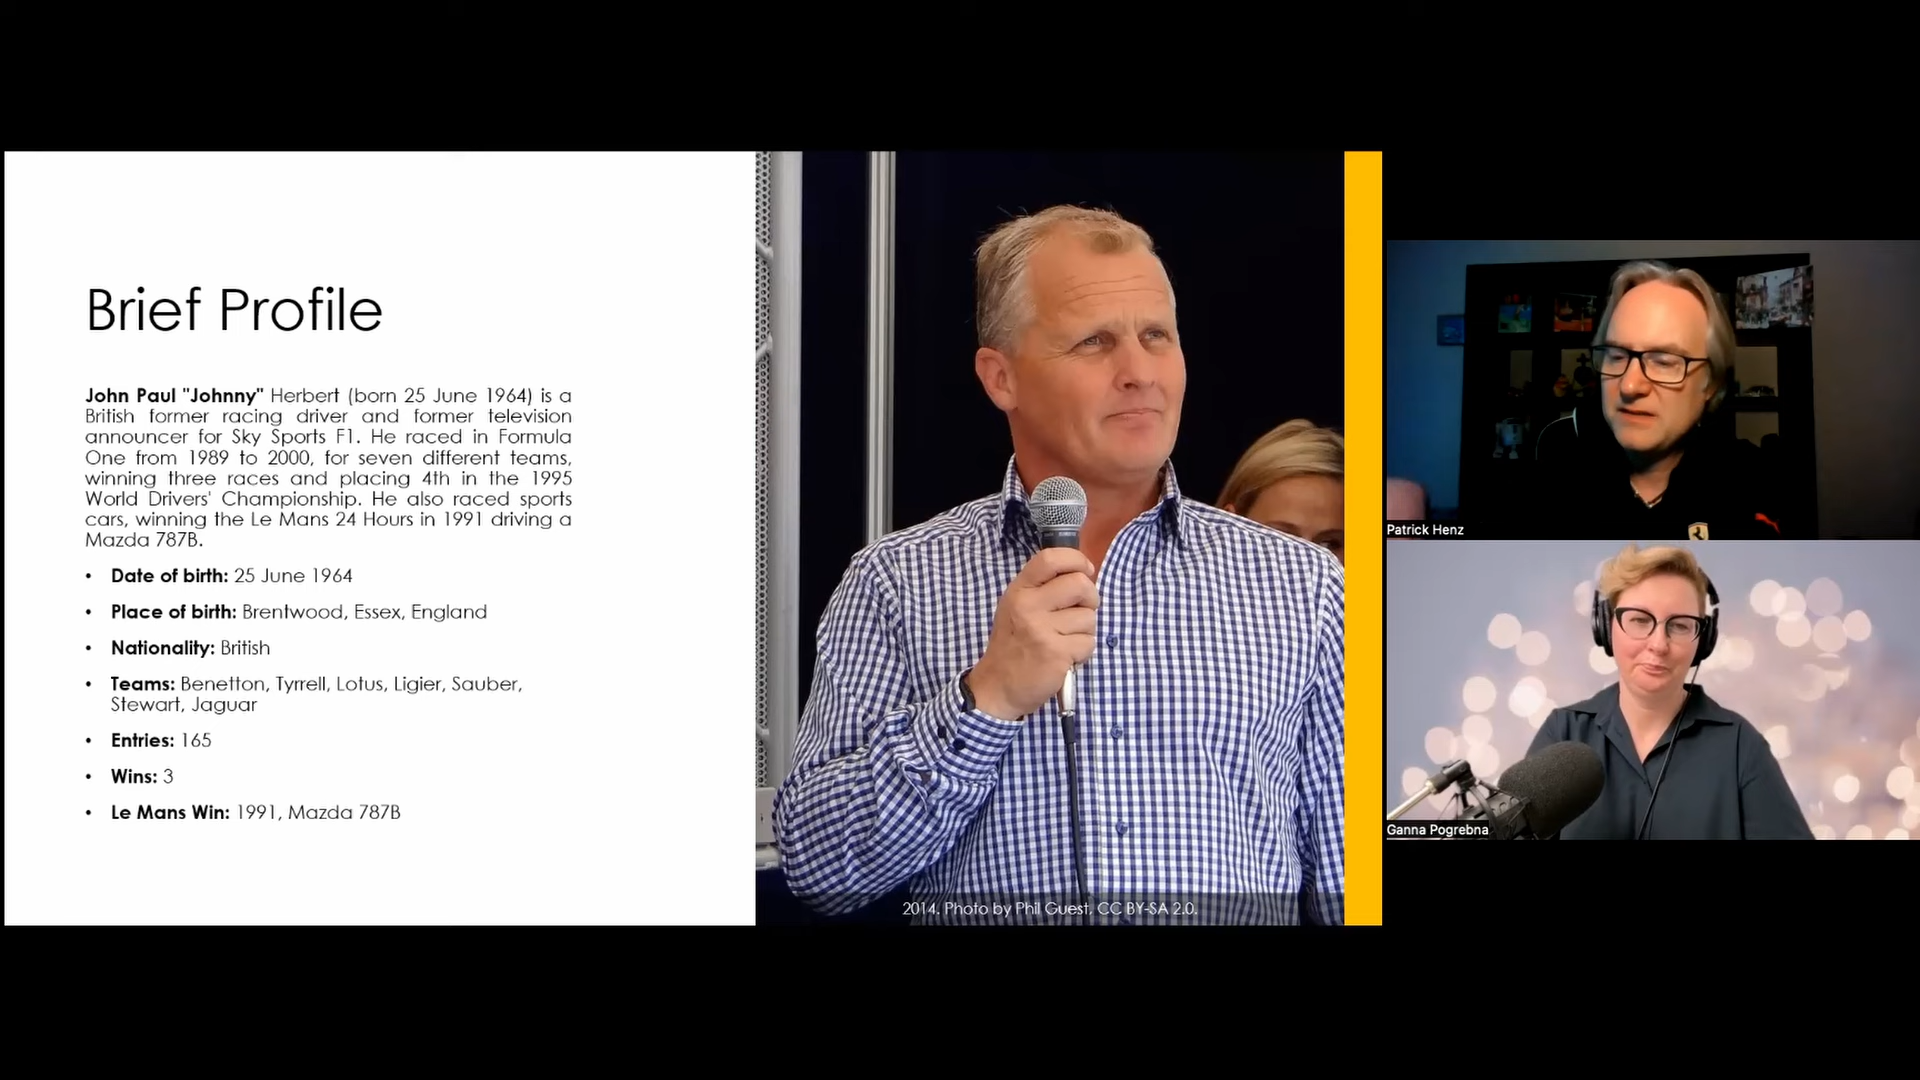 Brief Profile
John Paul "Johnny" Herbert (born 25 June 1964) is a
British former racing driver and former television
announcer for Sky Sports F1. He raced in Formula
One from 1989 to 2000, for seven different teams,
winning three races and placing 4th in the 1995
World Drivers' Championship. He also raced sports
cars, winning the Le Mans 24 Hours in 1991 driving a
Mazda 787B.
• Date of birth: 25 June 1964
• Place of birth: Brentwood, Essex, England
• Nationality: British
• Teams: Benetton, Tyrrell, Lotus, Ligier, Sauber,
Stewart, Jaguar
• Entries: 165
• Wins: 3
• Le Mans Win: 1991, Mazda 787B
2014. Photo by Phil Guest, CC BY-SA 2.0.
Patrick Henz
Ganna Pogrebna